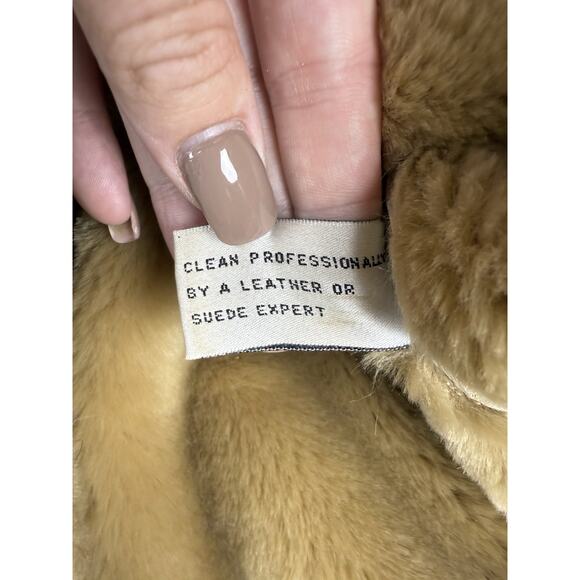 CLEAN PROFESSIONALLY
BY A LEATHER OR
SUEDE EXPERT